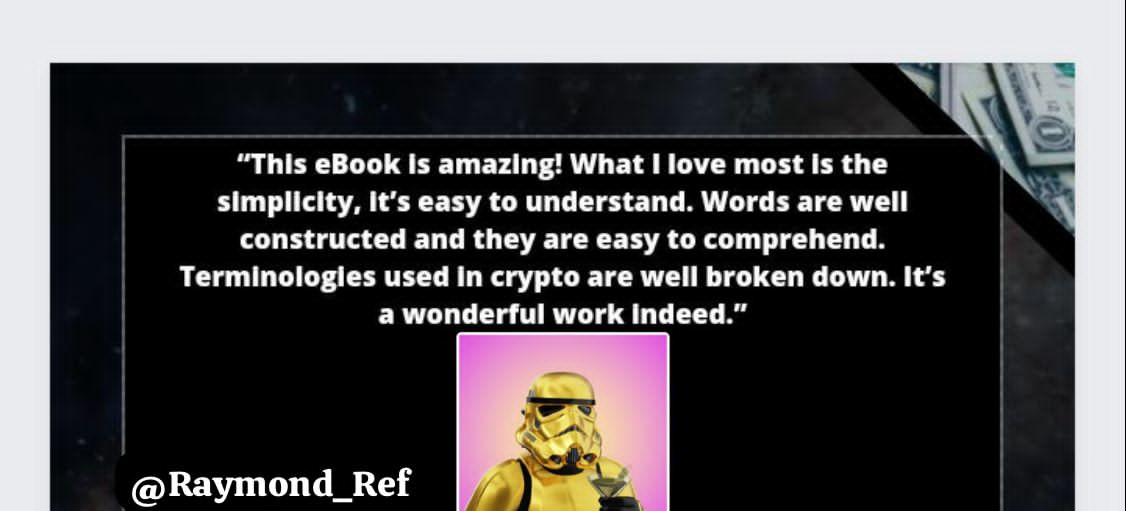 “This eBook is amazing! What I love most is the
simplicity, it’s easy to understand. Words are well
constructed and they are easy to comprehend.
Terminologies used in crypto are well broken down. It’s
a wonderful work indeed.”
@Raymond_Ref